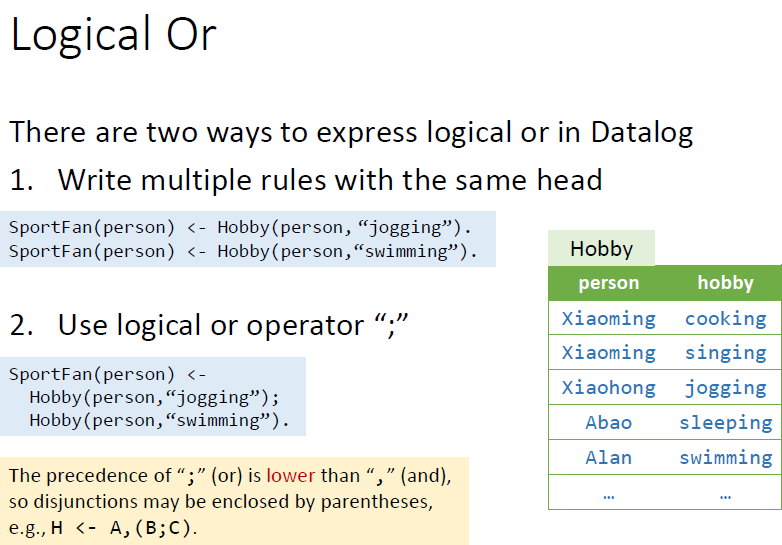 Logical Or
There are two ways to express logical or in Datalog
1. Write multiple rules with the same head
SportFan(person) <- Hobby(person, “jogging”).
SportFan(person) <- Hobby(person,“swimming”).
2. Use logical or operator “;”
SportFan(person) <-
Hobby(person,“jogging”);
Hobby(person,“swimming”).
The precedence of “;” (or) is lower than “,” (and),
so disjunctions may be enclosed by parentheses,
e.g., H <- A,(B;C).
Hobby
person hobby
Xiaoming cooking
Xiaoming singing
Xiaohong jogging
Abao sleeping
Alan swimming
… …